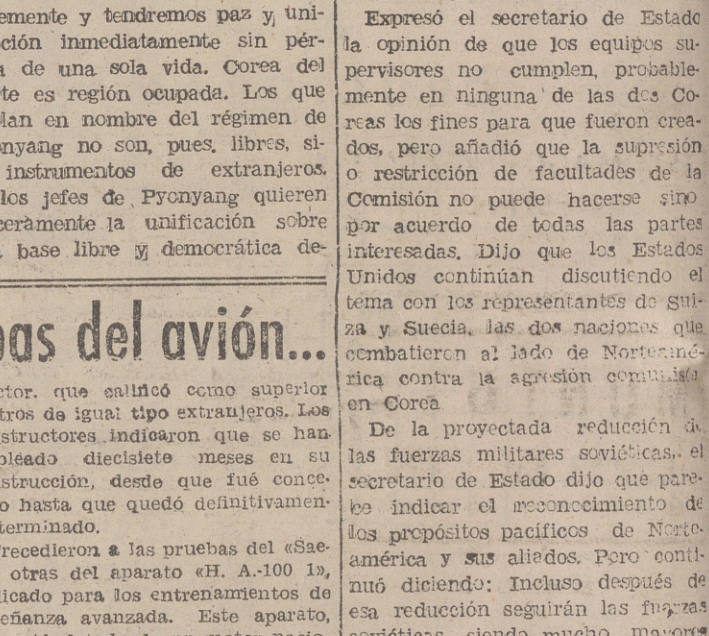 emente y tendremos paz y uni-
ción inmediatamente sin pér-
a de una sola vida. Corea del
te es región ocupada. Los que
lan en nombre del régimen de
nyang no son, pues, libres, si-
instrumentos de extranjeros.
los jefes de Pyonyang quieren
ceramente la unificación sobre
base libre y democrática de-
bas del avión...
ctor. que calificó como superior
tros de igual tipo extranjeros. Los
structores indicaron que se han
pleado diecisiete meses en su
strucción, desde que fué conce-
o hasta que quedó definitivamen-
terminado.
Precedieron a las pruebas del «Sae-
otras del aparato «H. A.-100 1»,
licado para los entrenamientos de
eñanza avanzada. Este aparato,
Expresó el secretario de Estado
la opinión de que los equipos su-
pervisores no cumplen, probable-
mente en ninguna de las dos Co-
reas los fines para que fueron crea-
dos, pero añadió que la supresión
o restricción de facultades de la
Comisión no puede hacerse sino
por acuerdo de todas las partes
interesadas. Dijo que los Estados
Unidos continúan discutiendo el
tema con los representantes de Sui-
za y Suecia, las dos naciones que
combatieron al lado de Norteamé-
rica contra la agresión comunista
en Corea
De la proyectada reducción de
las fuerzas militares soviéticas, el
secretario de Estado dijo que pare-
ce indicar el reconocimiento de
los propósitos pacíficos de Norte-
américa y sus aliados. Pero conti-
nuó diciendo: Incluso después de
esa reducción seguirán las fuerzas
soviéticas siendo mucho mayores